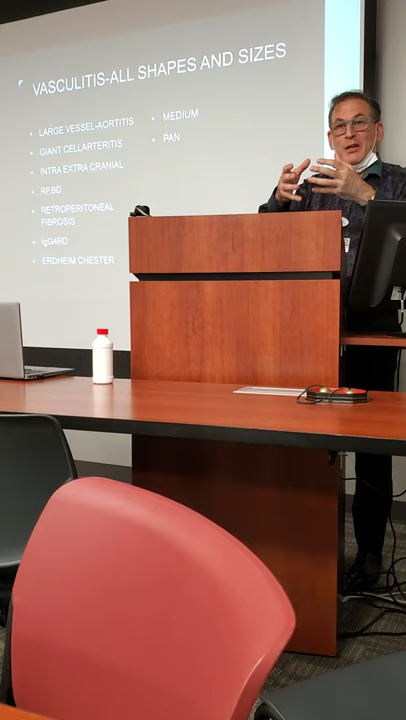 VASCULITIS-ALL SHAPES AND SIZES
LARGE VESSEL-AORTITIS
GIANT CELLARTERITIS
INTRA EXTRA CRANIAL
RP,BD
RETROPERITONEAL
FIBROSIS
IgG4RD
ERDHEIM CHESTER
MEDIUM
PAN